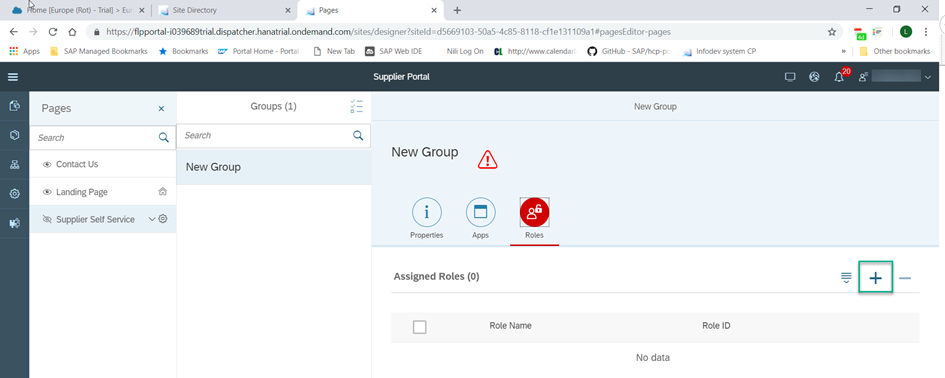 Home [Europe (Rot) - Trial] > Euro
Site Directory
Pages
https://flpportal-i039689trial.dispatcher.hanatrial.ondemand.com/sites/designer?siteId=d5669103-50a5-4c85-8118-cf1e131109a1#pagesEditor-pages
Apps SAP Managed Bookmarks Bookmarks Portal Home - Portal New Tab SAP Web IDE Nili Log On http://www.calendar GitHub - SAP/hcp-po Infodev system CP » Other bookmarks
Supplier Portal
20
L
Pages
Groups (1)
New Group
Search
Search
New Group
Contact Us
New Group
Landing Page
Supplier Self Service
Properties
Apps
Roles
Assigned Roles (0)
Role Name
Role ID
No data